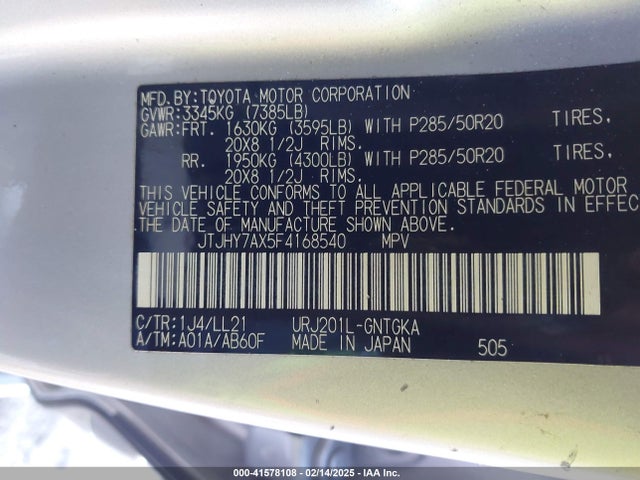 MFD.BY:TOYOTA MOTOR CORPORATION
GVWR:3345KG (7385LB)
GAWR:FRT. 1630KG (3595LB) WITH P285/50R20 TIRES,
20X8 1/2J RIMS.
RR. 1950KG (4300LB) WITH P285/50R20 TIRES,
20X8 1/2J RIMS.
THIS VEHICLE CONFORMS TO ALL APPLICABLE FEDERAL MOTOR
VEHICLE SAFETY AND THEFT PREVENTION STANDARDS IN EFFEC
THE DATE OF MANUFACTURE SHOWN ABOVE.
JTJHY7AX5F4168540 MPV
C/TR:1J4/LL21 URJ201L-GNTGKA
A/TM:A01A/AB60F MADE IN JAPAN 505
000-41578108 - 02/14/2025 - IAA Inc.